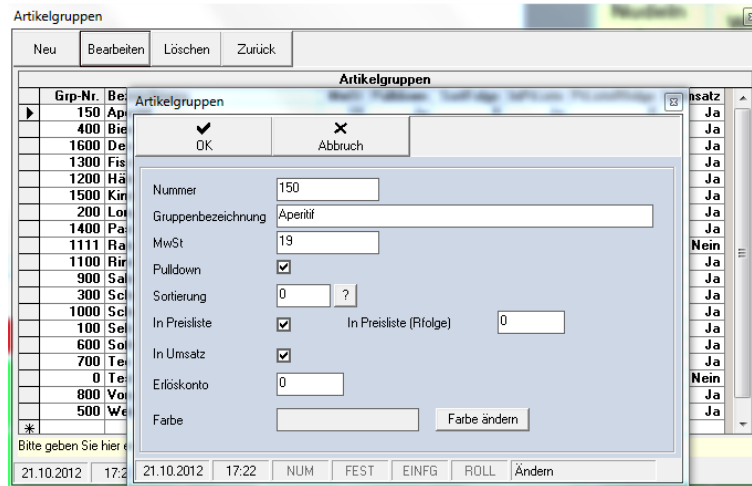 Nudeln
Artikelgruppen
Neu Bearbeiten Löschen Zurück
Artikelgruppen
Grp-Nr.
150
400
1600
1300
1200
1500
200
1400
1111
1100
900
300
1000
100
600
700
0
800
500
Ja
Ja
Ja
Ja
Ja
Ja
Ja
Ja
Nein
Ja
Ja
Ja
Ja
Ja
Ja
Ja
Nein
Ja
Ja
Bitte geben Sie hier
21.10.2012
Artikelgruppen
OK Abbruch
Nummer 150
Gruppenbezeichnung Aperitif
MwSt 19
Pulldown
Sortierung 0 ?
In Preisliste In Preisliste (Rfolge) 0
In Umsatz
Erlöskonto 0
Farbe Farbe ändern
21.10.2012 17:22 NUM FEST EINFG ROLL Ändern